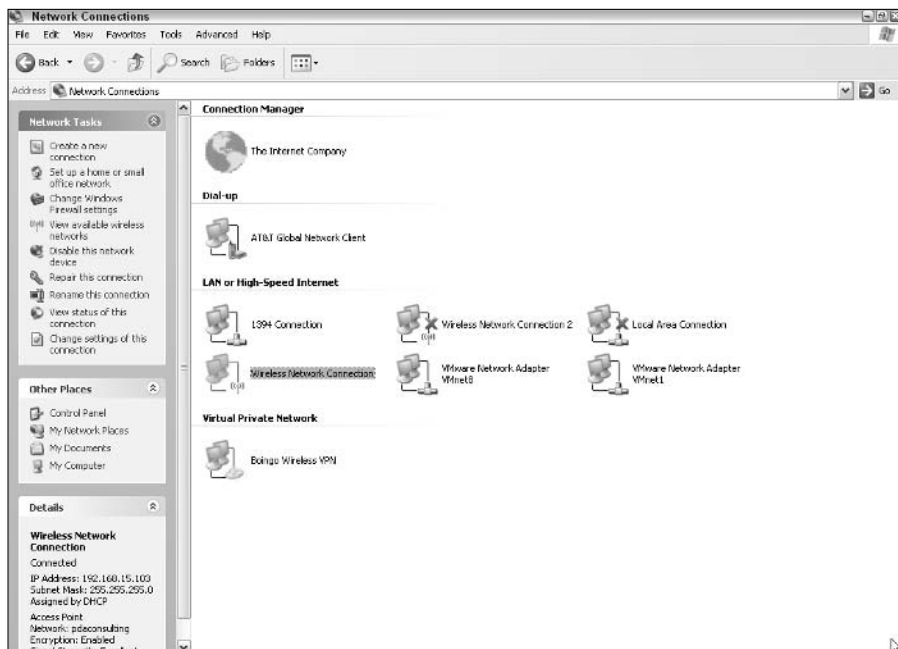 Network Connections
File Edit View Favorites Tools Advanced Help
Back Search Folders
Address Network Connections Go
Network Tasks
Create a new
connection
Set up a home or small
office network
Change Windows
Firewall settings
View available wireless
networks
Disable this network
device
Repair this connection
Rename this connection
View status of this
connection
Change settings of this
connection
Other Places
Control Panel
My Network Places
My Documents
My Computer
Details
Wireless Network
Connection
Connected
IP Address: 192.168.15.103
Subnet Mask: 255.255.255.0
Assigned by DHCP
Access Point
Network: pdaconsulting
Encryption: Enabled
Connection Manager
The Internet Company
Dial-up
AT&T Global Network Client
LAN or High-Speed Internet
1394 Connection
Wireless Network Connection 2
Local Area Connection
Wireless Network Connection
VMware Network Adapter
VMnet8
VMware Network Adapter
VMnet1
Virtual Private Network
Boingo Wireless VPN